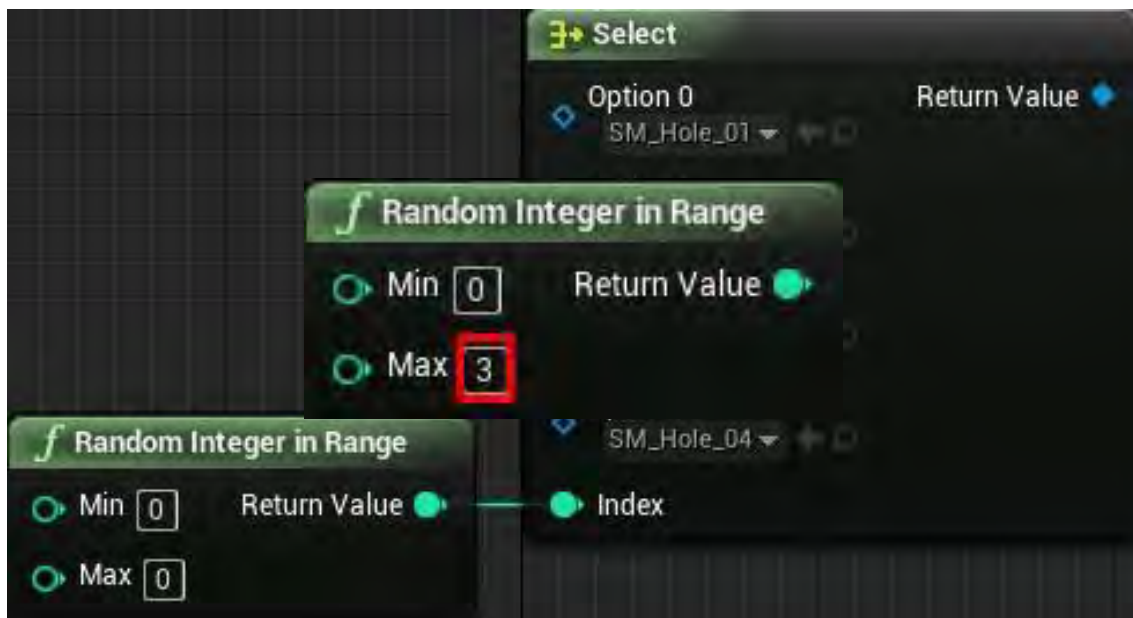 Select
Option 0 Return Value
SM_Hole_01
f Random Integer in Range
Min 0 Return Value
Max 3
SM_Hole_04
f Random Integer in Range
Min 0 Return Value Index
Max 0